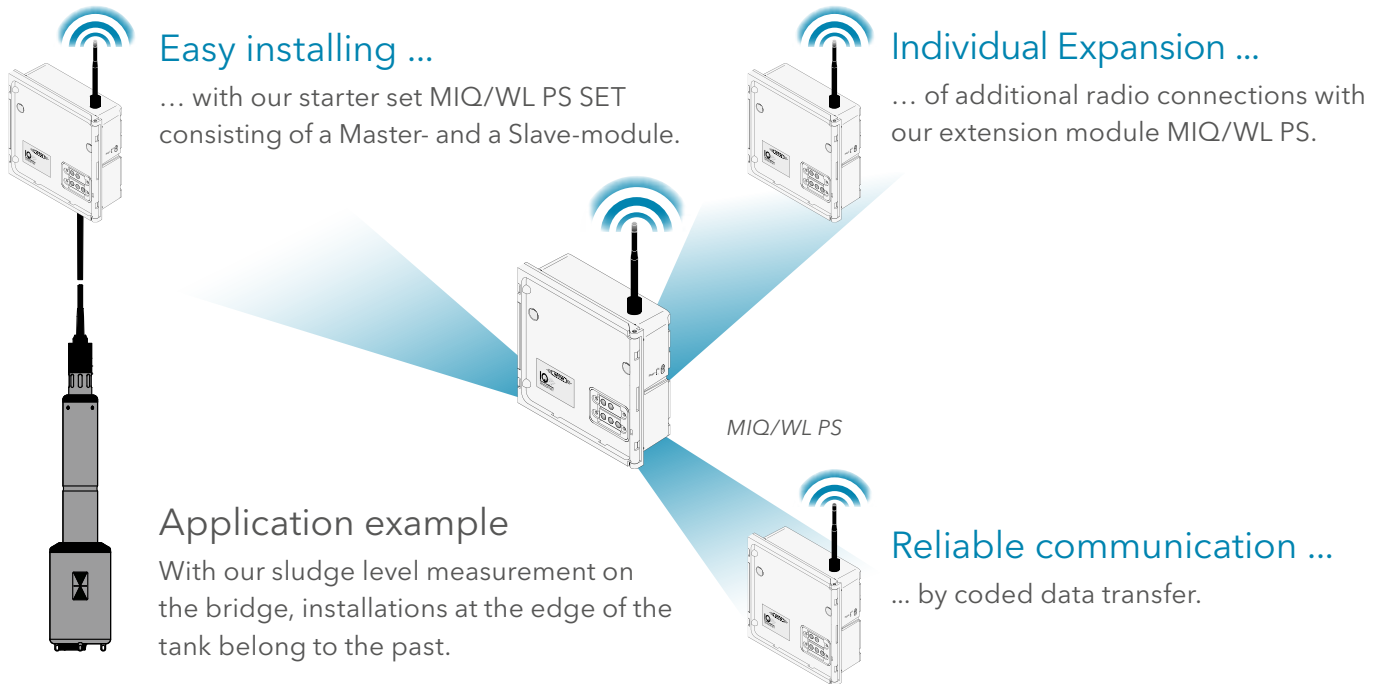 Easy installing ...
… with our starter set MIQ/WL PS SET
consisting of a Master- and a Slave-module.
Individual Expansion ...
… of additional radio connections with
our extension module MIQ/WL PS.
MIQ/WL PS
Application example
With our sludge level measurement on
the bridge, installations at the edge of the
tank belong to the past.
Reliable communication ...
... by coded data transfer.
IQ